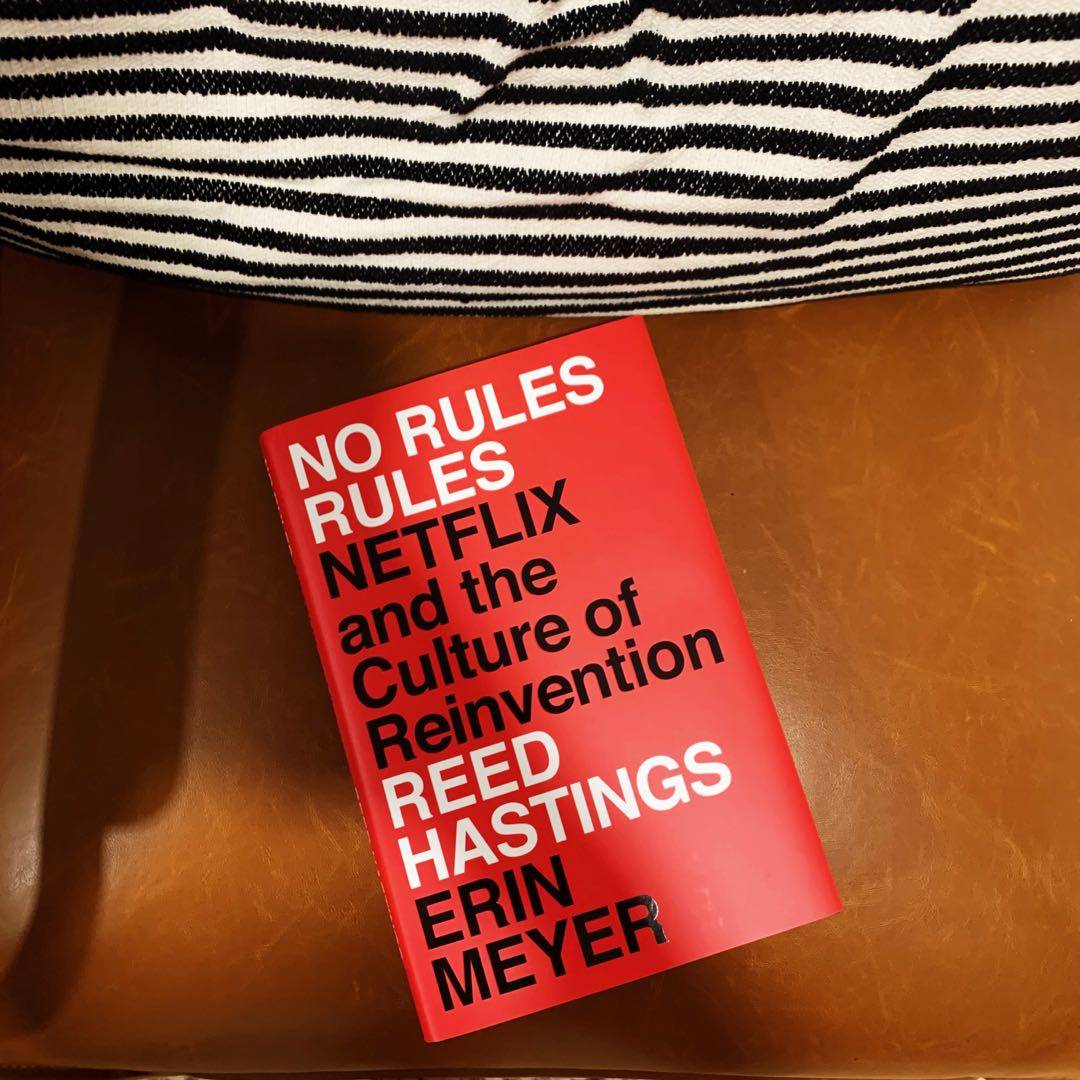 NO RULES
RULES
NETFLIX
and the
Culture of
Reinvention
REED
HASTINGS
ERIN
MEYER